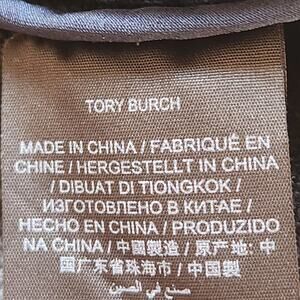 TORY BURCH
MADE IN CHINA / FABRIQUÉ EN
CHINE / HERGESTELLT IN CHINA
/ DIBUAT DI TIONGKOK /
ИЗГОТОВЛЕНО В КИТАЕ /
HECHO EN CHINA / PRODUZIDO
NA CHINA / 中國製造 / 原产地: 中
国广东省珠海市 / 中国製
صنع في الصين /